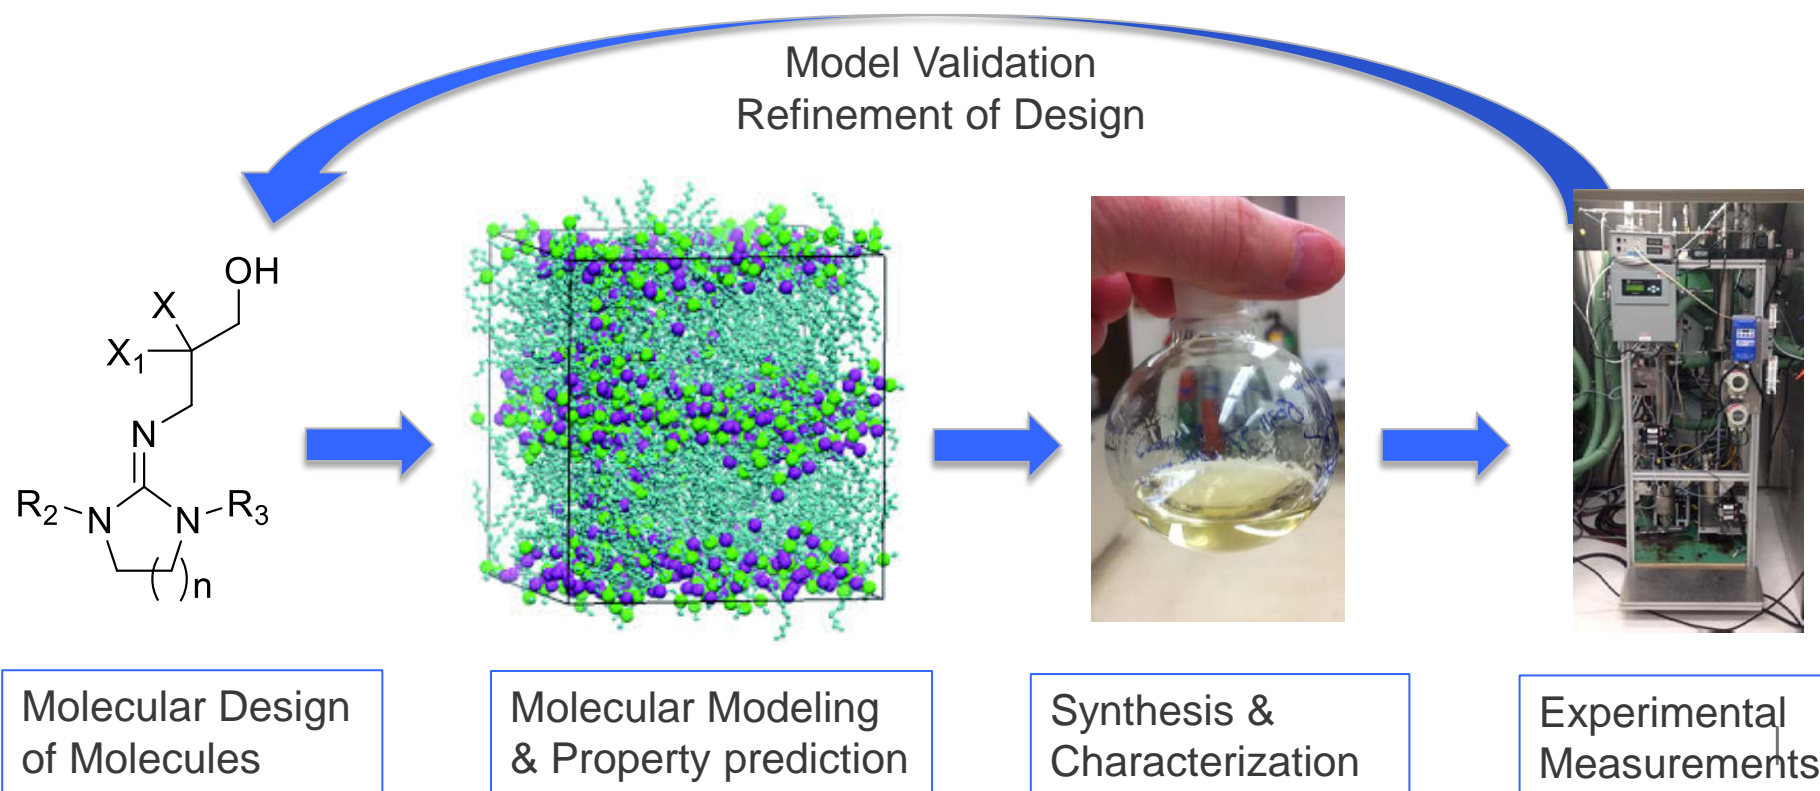 Model Validation
Refinement of Design
OH
X
X1
N
R2
N
N
R3
( )n
Molecular Design
of Molecules
Molecular Modeling
& Property prediction
Synthesis &
Characterization
Experimental
Measurements